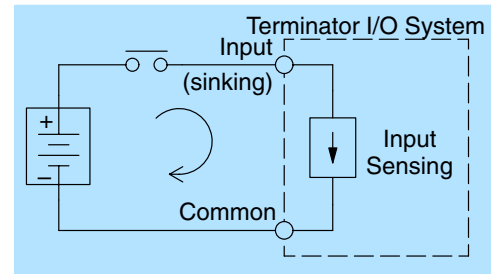 Terminator I/O System
Input
(sinking)
+
Input
Sensing
−
Common